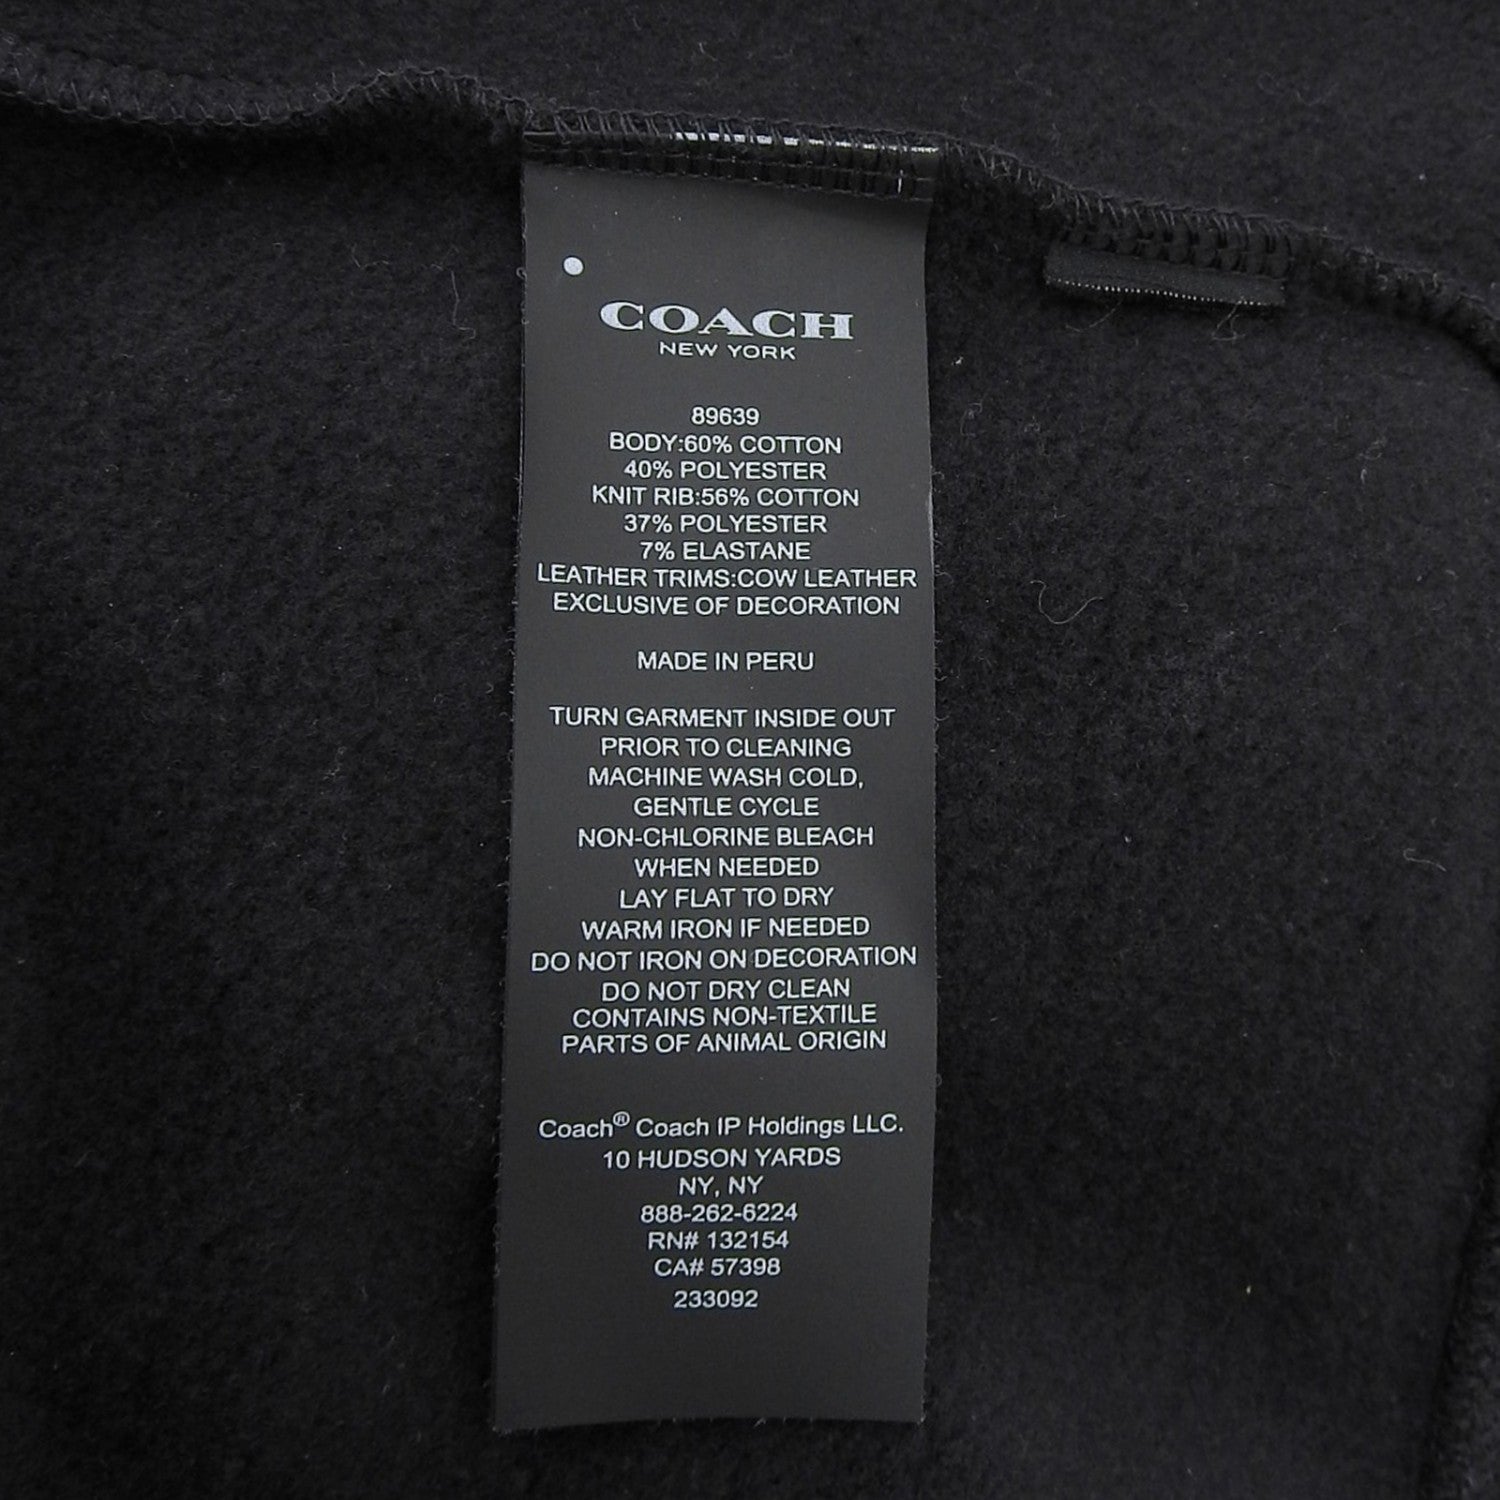 COACH
NEW YORK
89639
BODY:60% COTTON
40% POLYESTER
KNIT RIB:56% COTTON
37% POLYESTER
7% ELASTANE
LEATHER TRIMS:COW LEATHER
EXCLUSIVE OF DECORATION
MADE IN PERU
TURN GARMENT INSIDE OUT
PRIOR TO CLEANING
MACHINE WASH COLD,
GENTLE CYCLE
NON-CHLORINE BLEACH
WHEN NEEDED
LAY FLAT TO DRY
WARM IRON IF NEEDED
DO NOT IRON ON DECORATION
DO NOT DRY CLEAN
CONTAINS NON-TEXTILE
PARTS OF ANIMAL ORIGIN
Coach® Coach IP Holdings LLC.
10 HUDSON YARDS
NY, NY
888-262-6224
RN# 132154
CA# 57398
233092